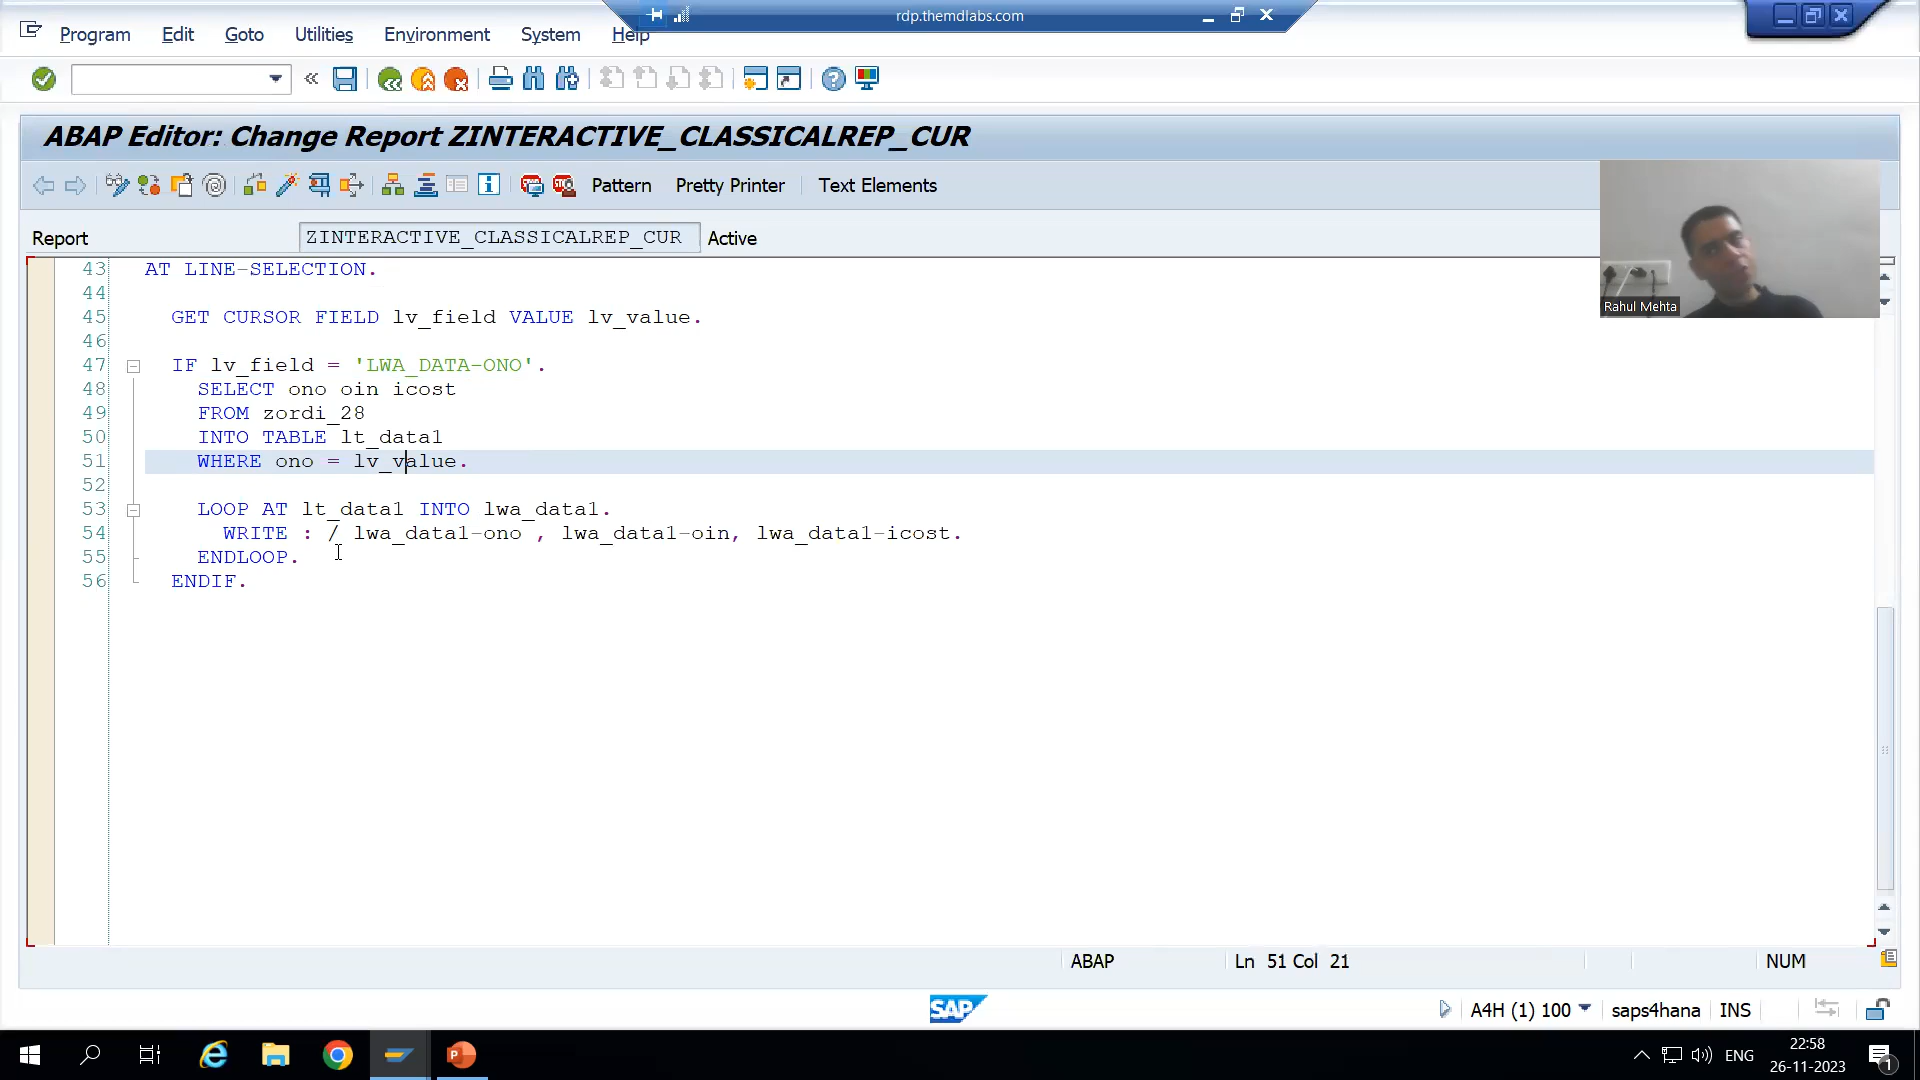 rdp.themdlabs.com
Program Edit Goto Utilities Environment System Help
ABAP Editor: Change Report ZINTERACTIVE_CLASSICALREP_CUR
Pattern Pretty Printer Text Elements
Report ZINTERACTIVE_CLASSICALREP_CUR Active
Rahul Mehta
43 AT LINE-SELECTION.
44
45 GET CURSOR FIELD lv_field VALUE lv_value.
46
47 IF lv_field = 'LWA_DATA-ONO'.
48 SELECT ono oin icost
49 FROM zordi_28
50 INTO TABLE lt_data1
51 WHERE ono = lv_value.
52
53 LOOP AT lt_data1 INTO lwa_data1.
54 WRITE : / lwa_data1-ono , lwa_data1-oin, lwa_data1-icost.
55 ENDLOOP.
56 ENDIF.
ABAP Ln 51 Col 21 NUM
SAP A4H (1) 100 saps4hana INS
ENG 22:58
26-11-2023
1